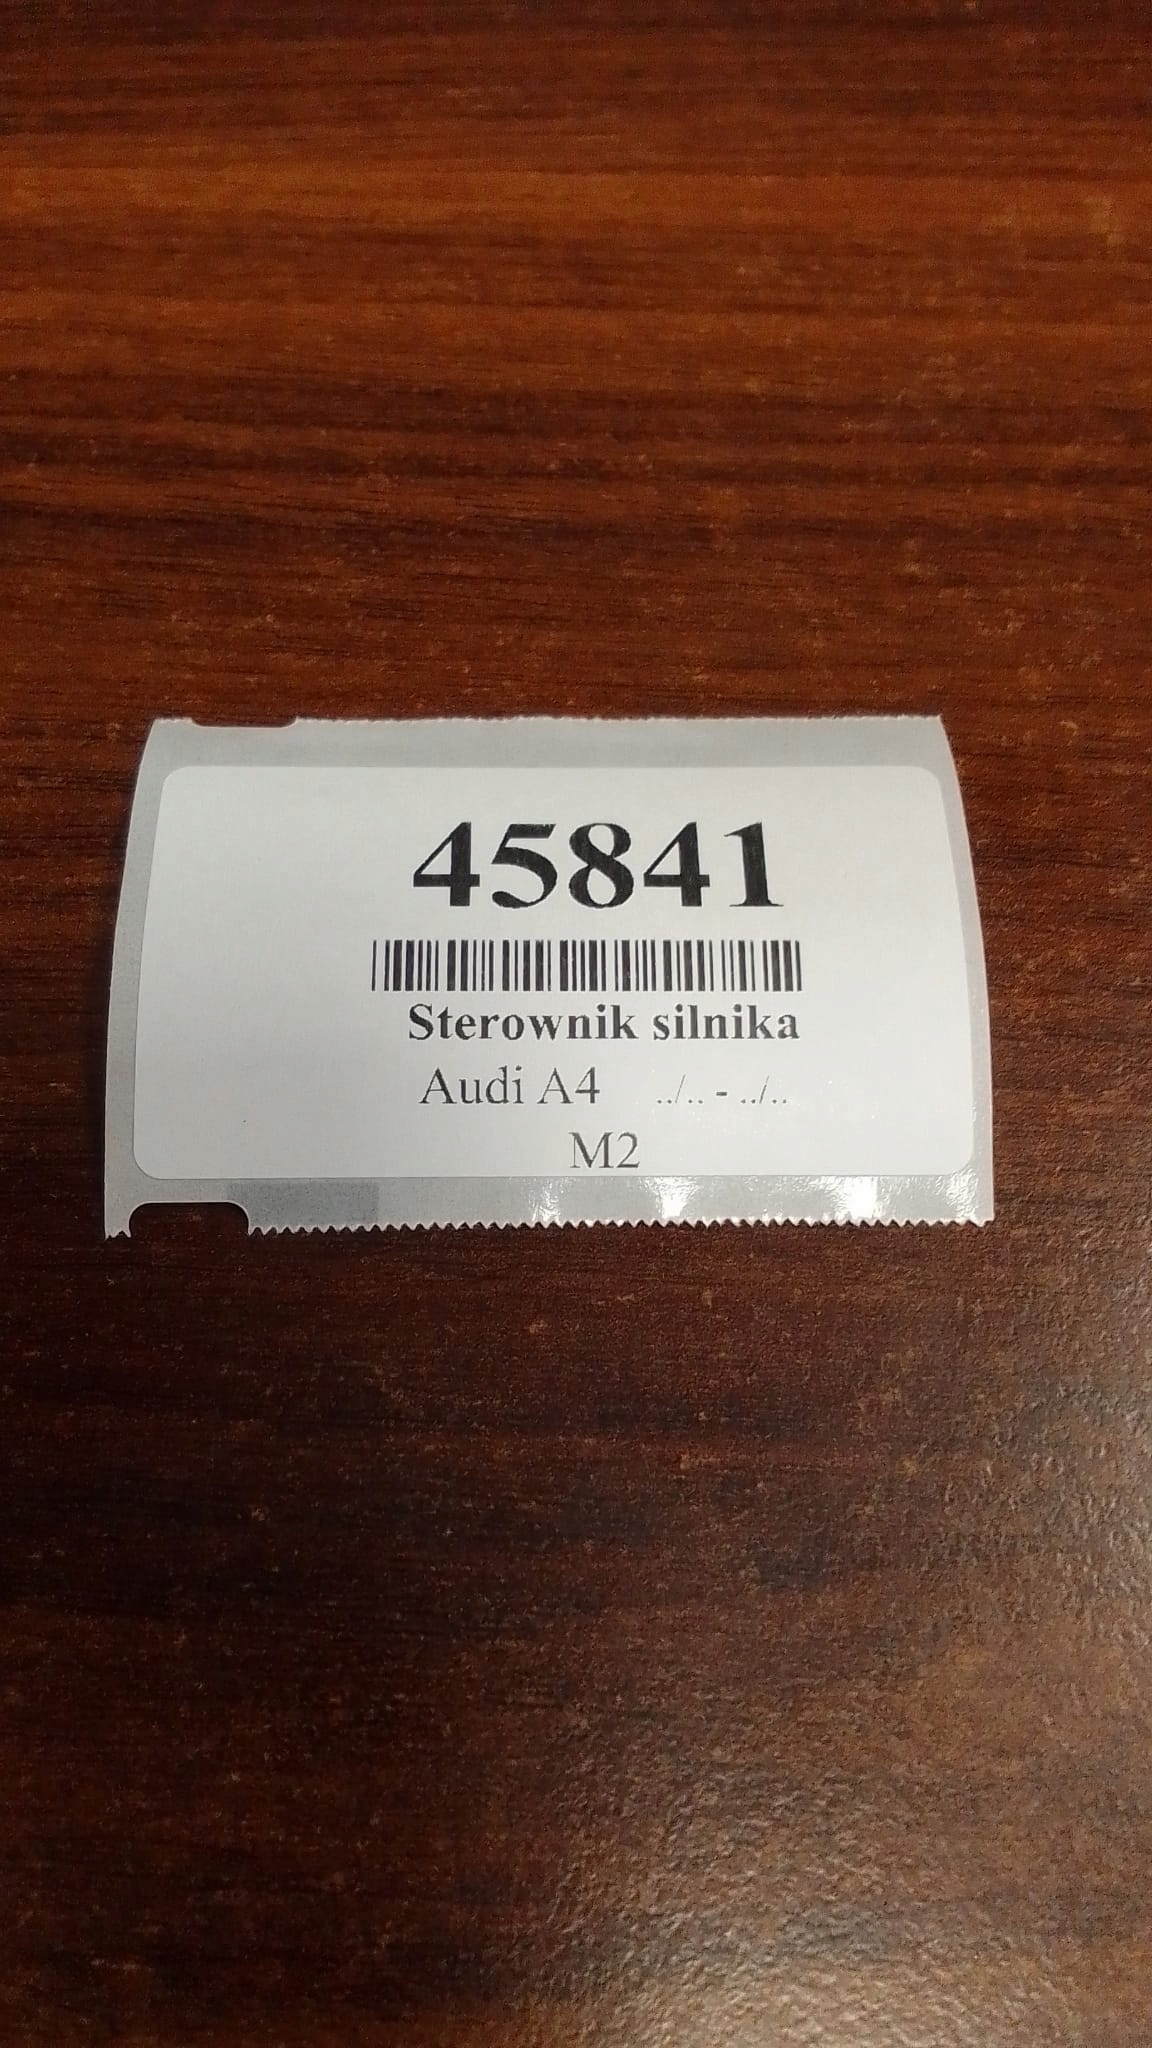 45841
Sterownik silnika
Audi A4 ../.. - ../..
M2